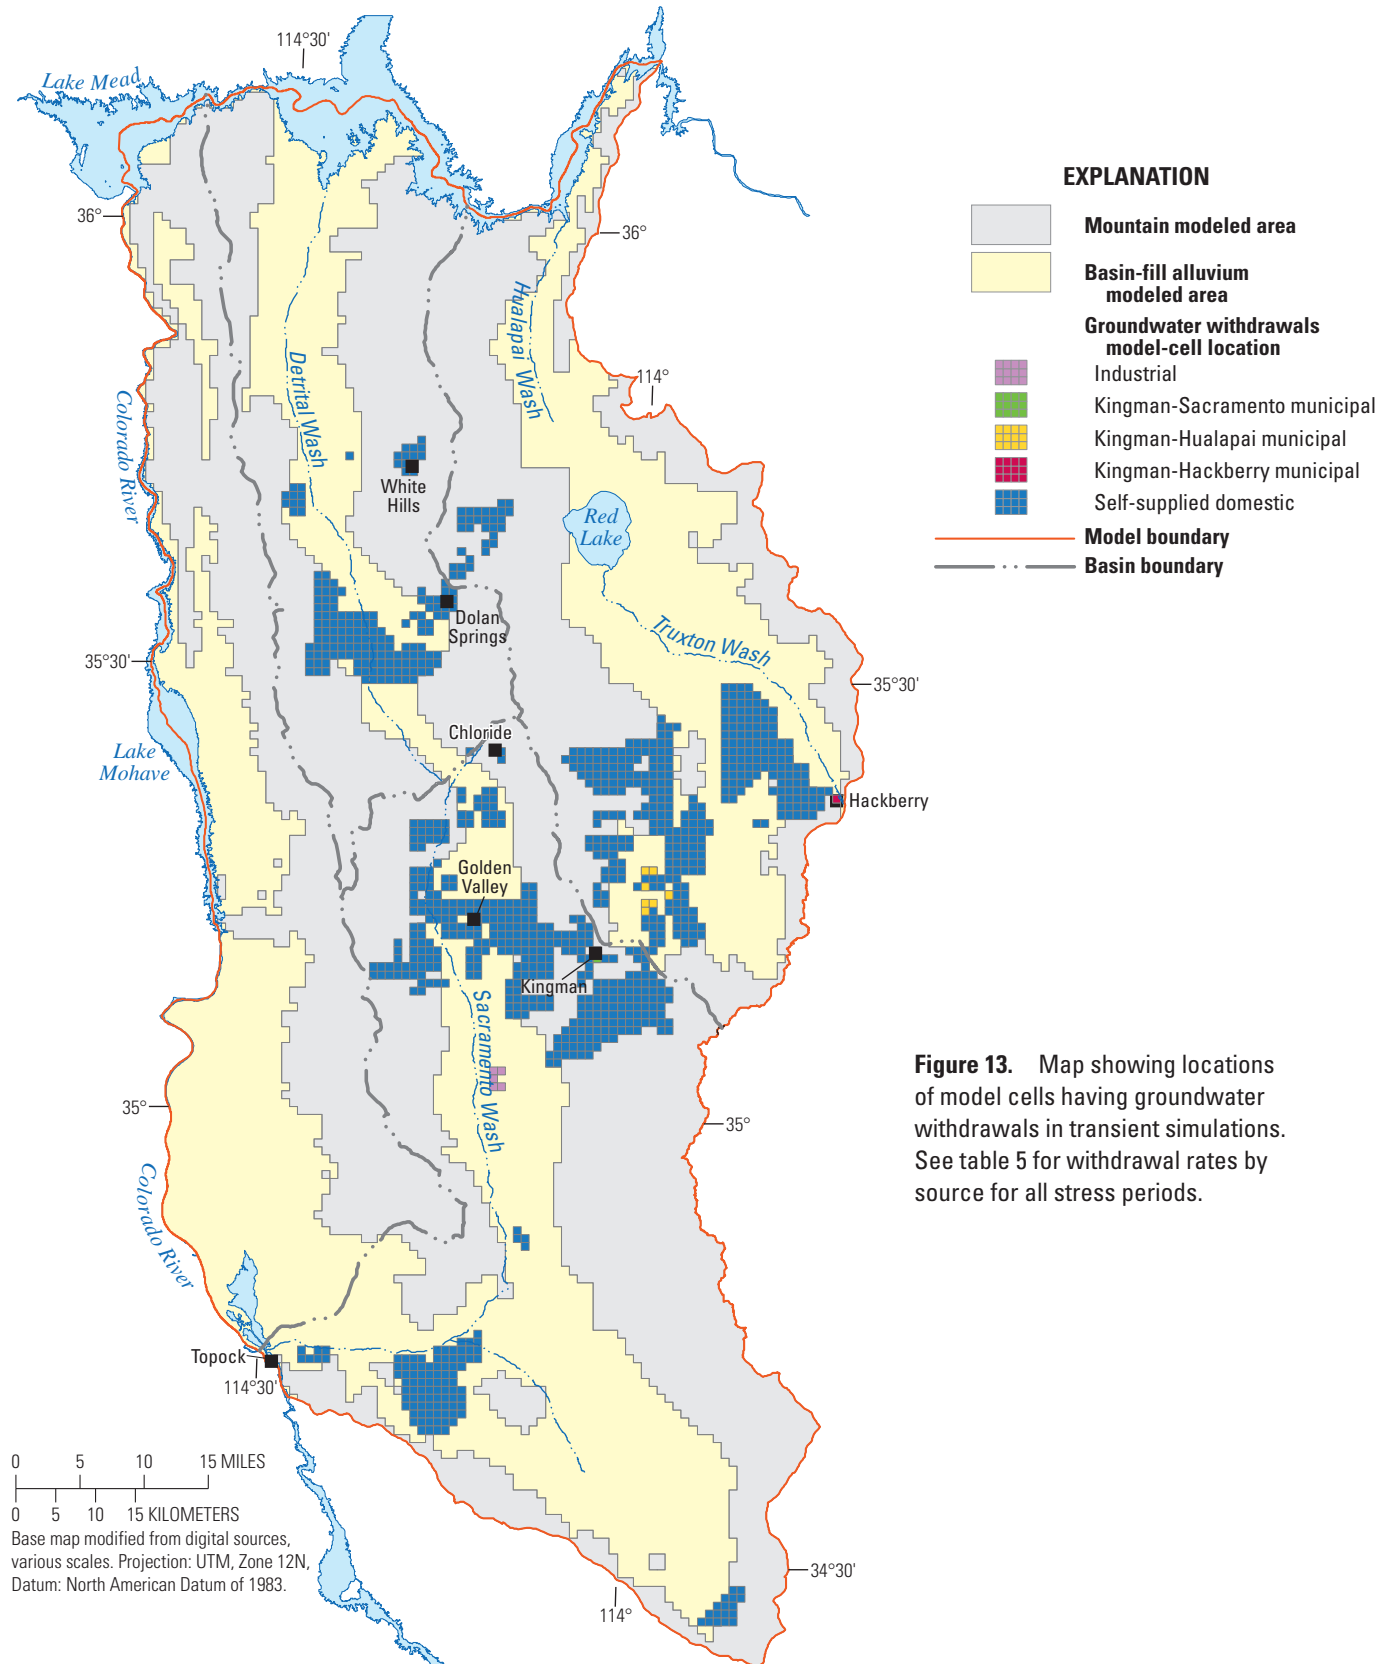 114°30'
Lake Mead
36°
36°
Hualapai Wash
Detrital Wash
114°
Colorado River
White
Hills
Red
Lake
Dolan
Springs
Truxton Wash
35°30'
35°30'
Chloride
Lake
Mohave
Hackberry
Golden
Valley
Kingman
Sacramento Wash
35°
35°
Colorado River
Topock
114°30'
34°30'
114°
EXPLANATION
Mountain modeled area
Basin-fill alluvium
modeled area
Groundwater withdrawals
model-cell location
Industrial
Kingman-Sacramento municipal
Kingman-Hualapai municipal
Kingman-Hackberry municipal
Self-supplied domestic
Model boundary
Basin boundary
Figure 13. Map showing locations
of model cells having groundwater
withdrawals in transient simulations.
See table 5 for withdrawal rates by
source for all stress periods.
0 5 10 15 MILES
0 5 10 15 KILOMETERS
Base map modified from digital sources,
various scales. Projection: UTM, Zone 12N,
Datum: North American Datum of 1983.